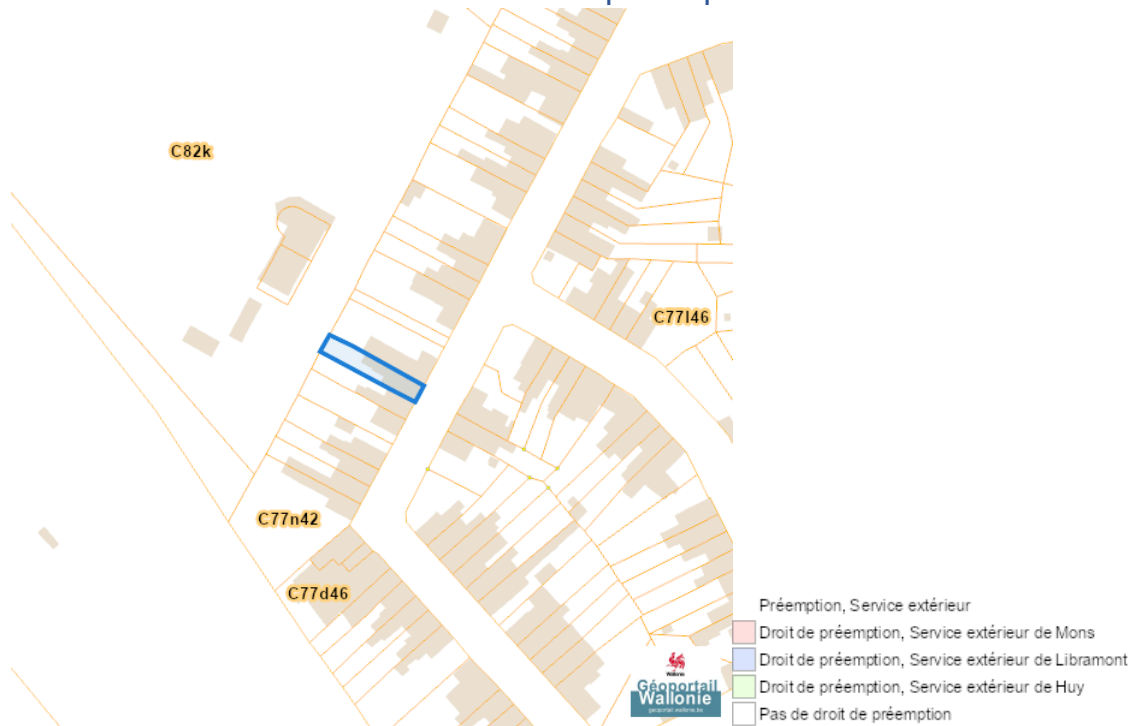 C82k
C77l46
C77n42
C77d46
Préemption, Service extérieur
Droit de préemption, Service extérieur de Mons
Droit de préemption, Service extérieur de Libramont
Droit de préemption, Service extérieur de Huy
Pas de droit de préemption
Wallonie
Géoportail
Wallonie
geoportail.wallonie.be